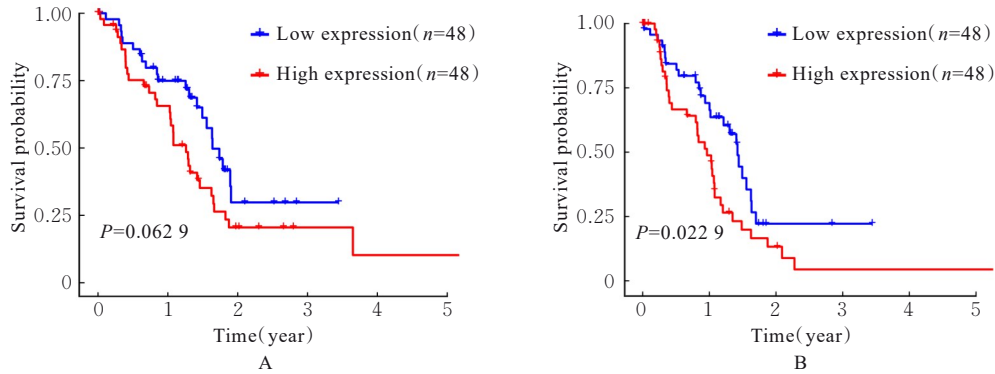 1.00
0.75
0.50
0.25
0
Survival probability
Low expression(n=48)
High expression(n=48)
P=0.062 9
0 1 2 3 4 5
Time(year)
A
1.00
0.75
0.50
0.25
0
Survival probability
Low expression(n=48)
High expression(n=48)
P=0.022 9
0 1 2 3 4 5
Time(year)
B